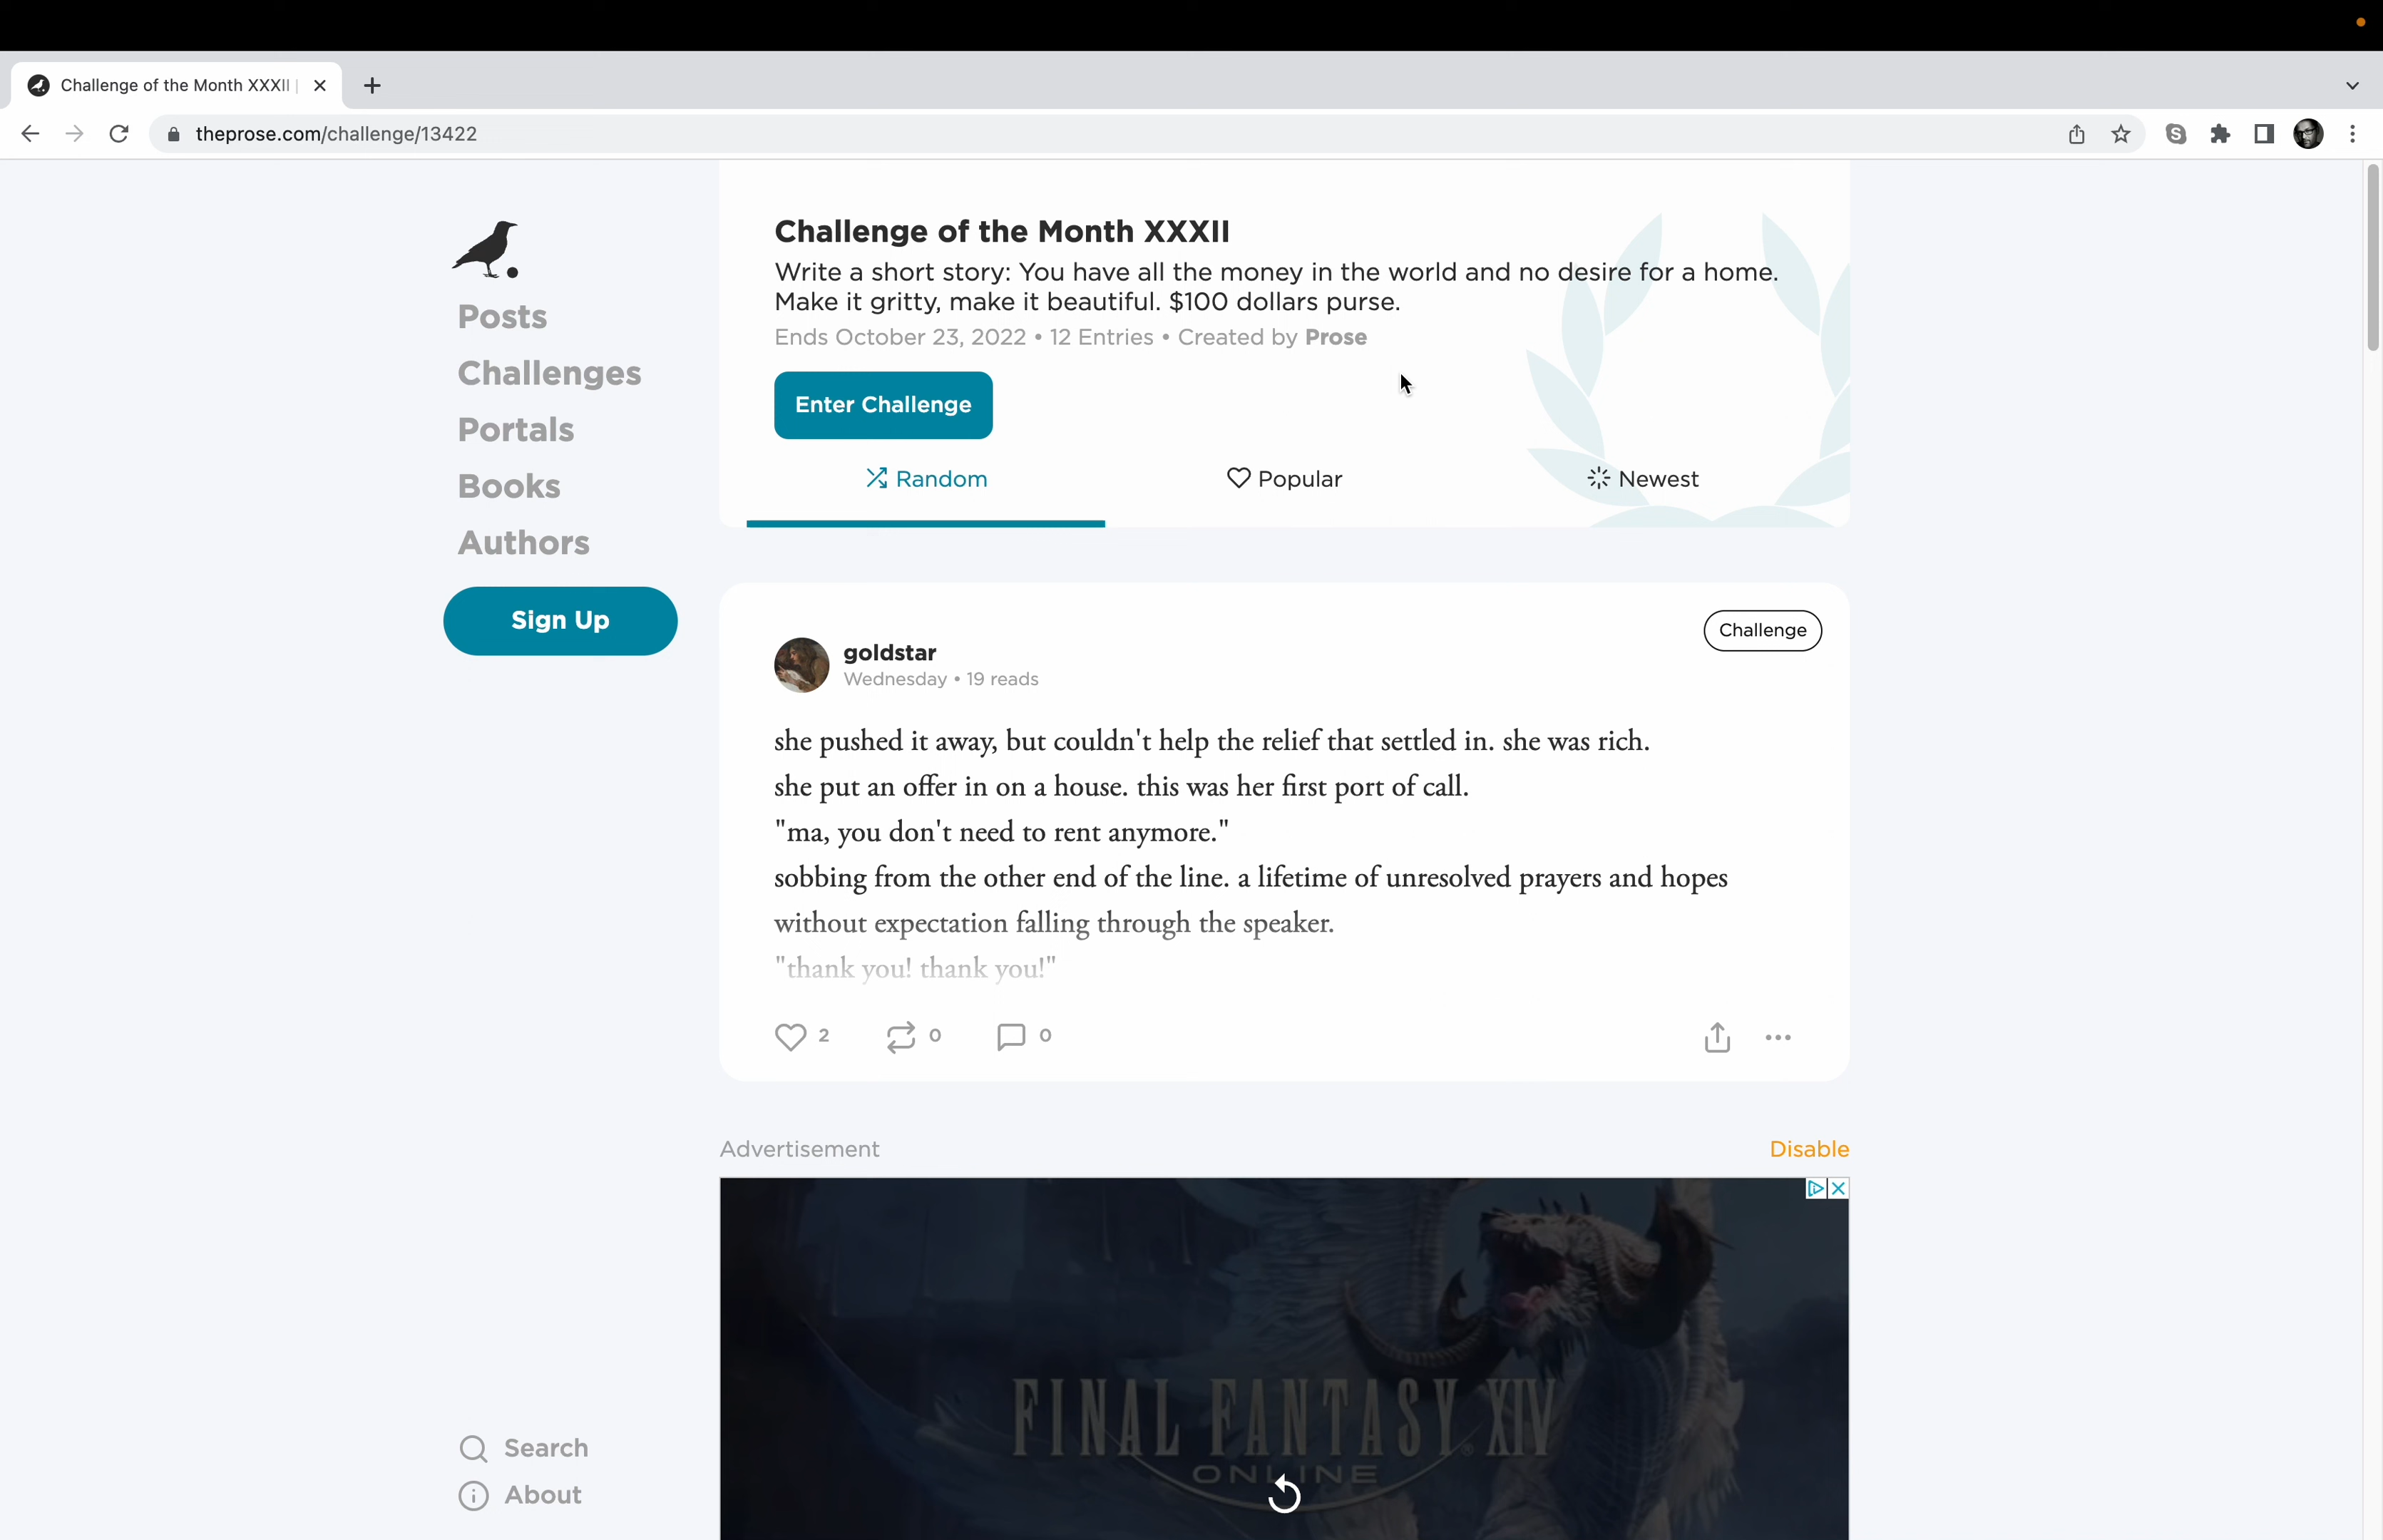 Challenge of the Month XXXII
theprose.com/challenge/13422
Posts
Challenges
Portals
Books
Authors
Sign Up
Search
About
Challenge of the Month XXXII
Write a short story: You have all the money in the world and no desire for a home.
Make it gritty, make it beautiful. $100 dollars purse.
Ends October 23, 2022 • 12 Entries • Created by Prose
Enter Challenge
Random
Popular
Newest
Challenge
goldstar
Wednesday • 19 reads
she pushed it away, but couldn't help the relief that settled in. she was rich.
she put an offer in on a house. this was her first port of call.
"ma, you don't need to rent anymore."
sobbing from the other end of the line. a lifetime of unresolved prayers and hopes
without expectation falling through the speaker.
"thank you! thank you!"
2 0 0
Advertisement
Disable
FINAL FANTASY XIV
ONLINE